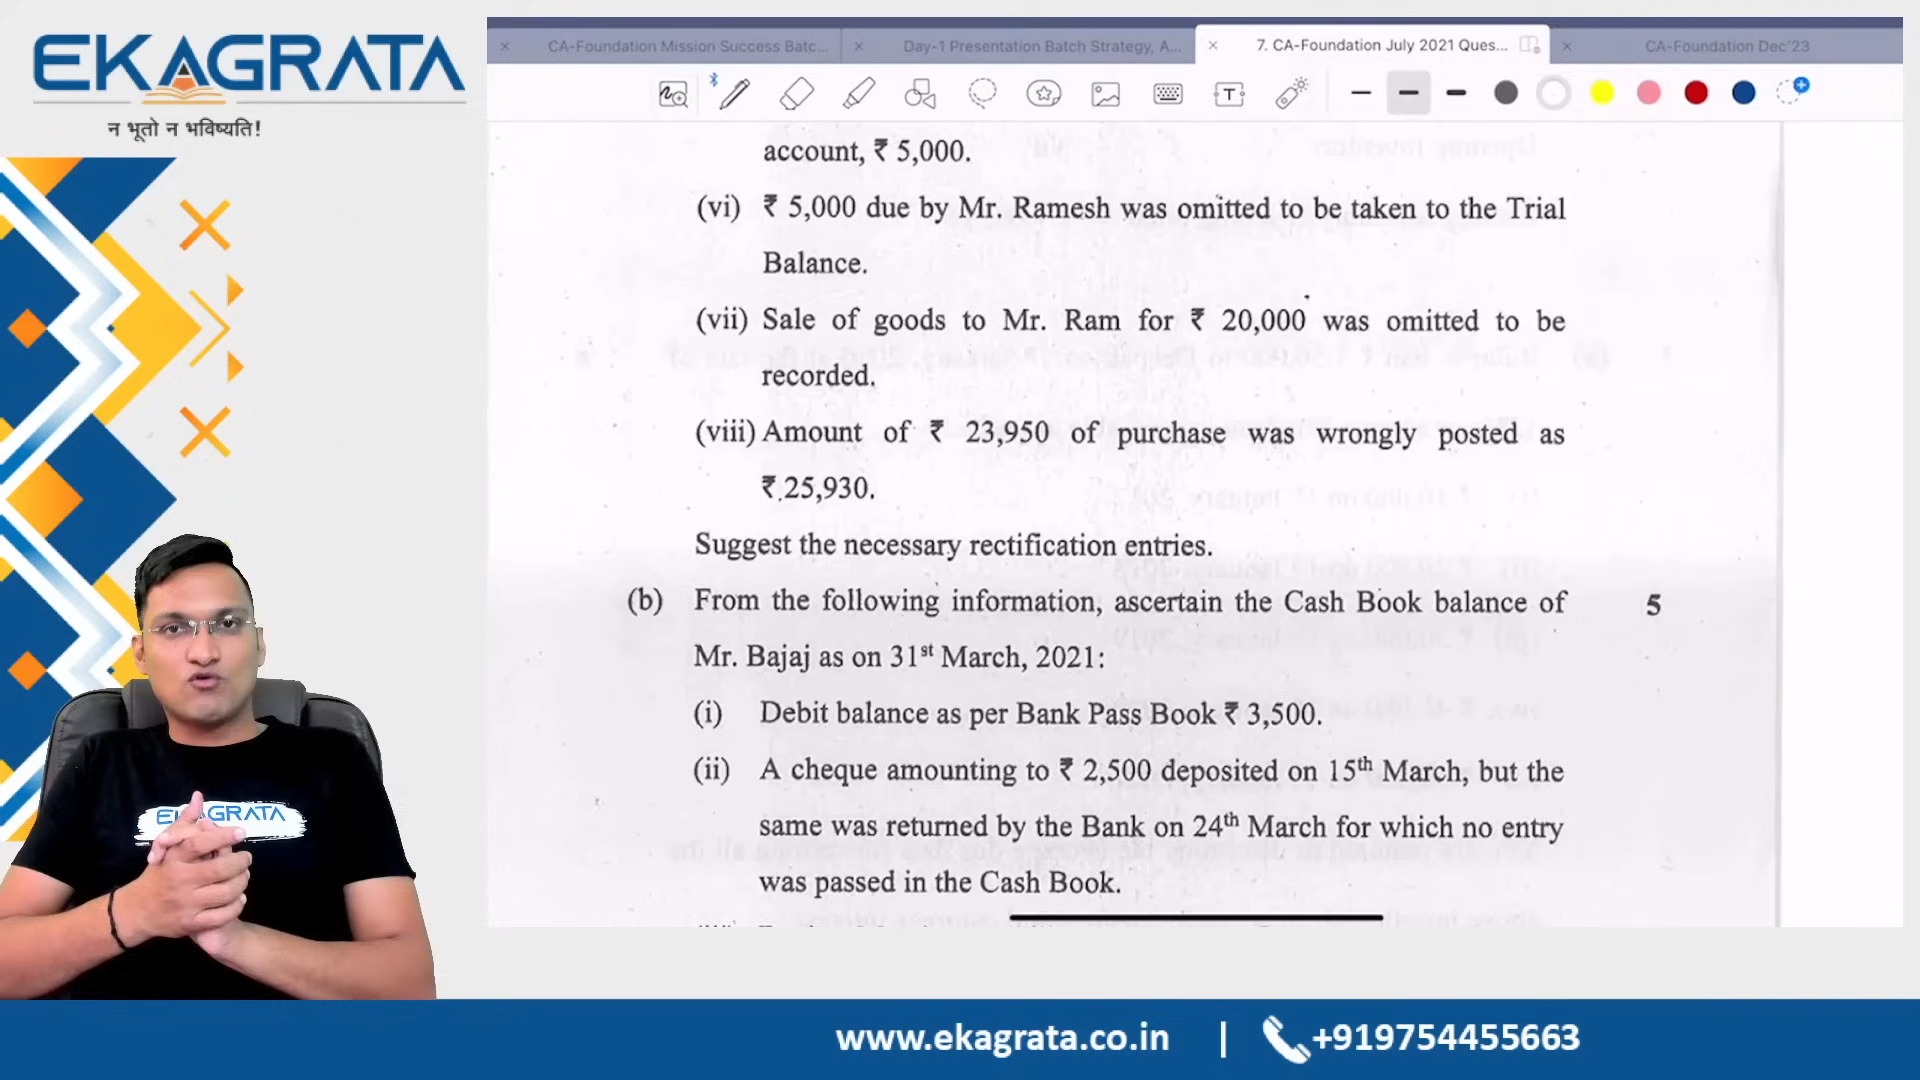 EKAGRATA
न भूतो न भविष्यति!
CA-Foundation Mission Success Batc...
Day-1 Presentation Batch Strategy, A...
7. CA-Foundation July 2021 Ques...
CA-Foundation Dec'23
account, ₹ 5,000.
(vi) ₹ 5,000 due by Mr. Ramesh was omitted to be taken to the Trial
Balance.
(vii) Sale of goods to Mr. Ram for ₹ 20,000 was omitted to be
recorded.
(viii) Amount of ₹ 23,950 of purchase was wrongly posted as
₹ 25,930.
Suggest the necessary rectification entries.
(b) From the following information, ascertain the Cash Book balance of 5
Mr. Bajaj as on 31st March, 2021:
(i) Debit balance as per Bank Pass Book ₹ 3,500.
(ii) A cheque amounting to ₹ 2,500 deposited on 15th March, but the
same was returned by the Bank on 24th March for which no entry
was passed in the Cash Book.
EKAGRATA
www.ekagrata.co.in | +919754455663